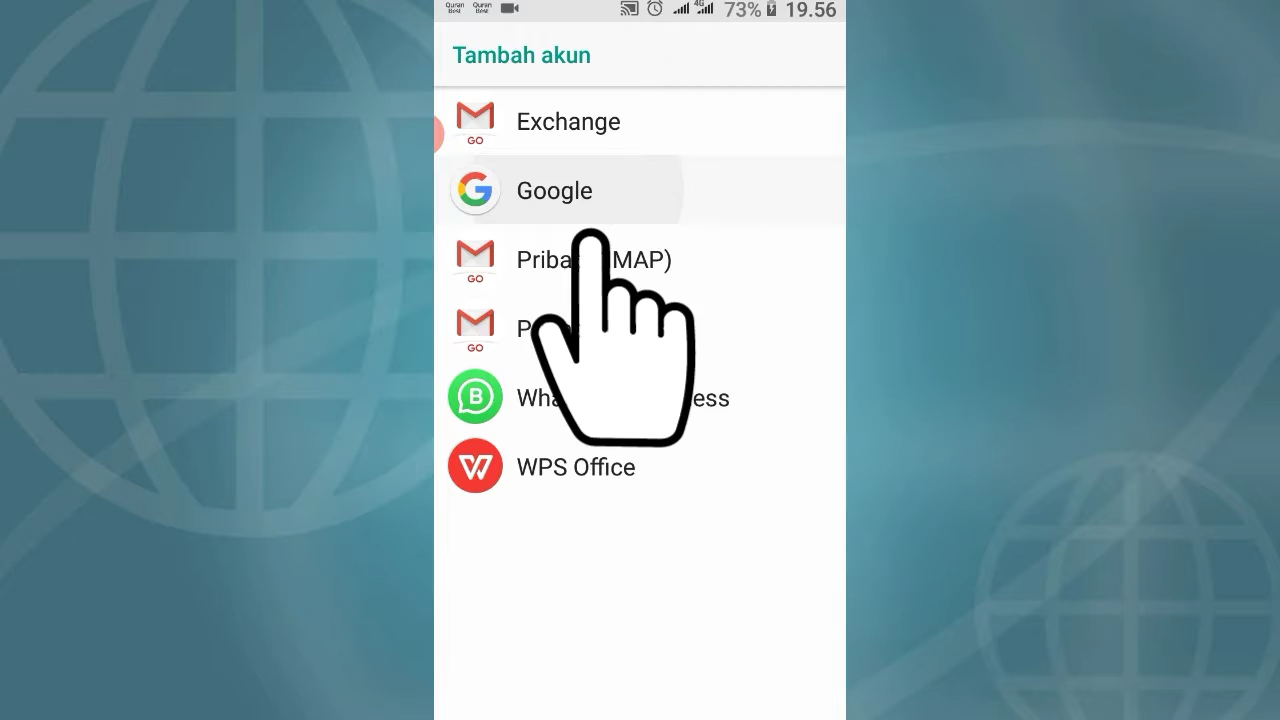 Quran Best Quran Best 4G 73% 19.56
Tambah akun
GO Exchange
Google
GO Priba MAP)
GO P
B Wha ess
WPS Office